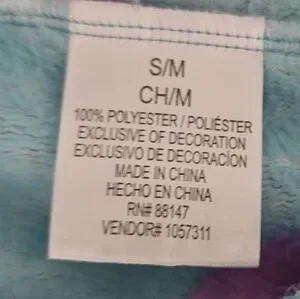 S/M
CH/M
100% POLYESTER / POLIÉSTER
EXCLUSIVE OF DECORATION
EXCLUSIVO DE DECORACÍON
MADE IN CHINA
HECHO EN CHINA
RN# 88147
VENDOR# 1057311